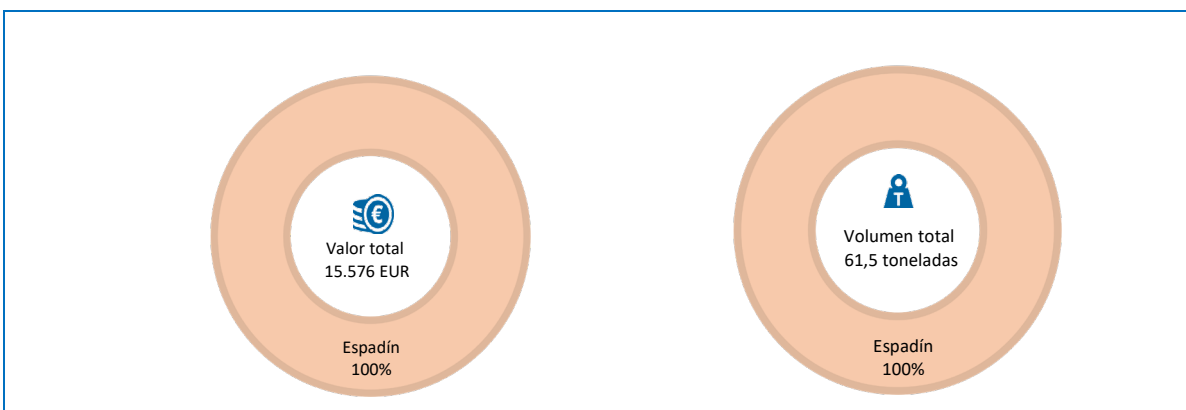 Valor total
15.576 EUR
Espadín
100%
T
Volumen total
61,5 toneladas
Espadín
100%